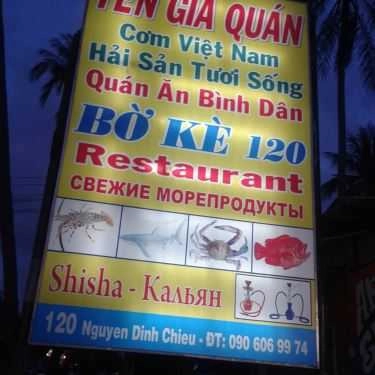 YẾN GIA QUÁN
Cơm Việt Nam
Hải Sản Tươi Sống
Quán Ăn Bình Dân
BỜ KÈ 120
Restaurant
СВЕЖИЕ МОРЕПРОДУКТЫ
Shisha - Кальян
120 Nguyen Dinh Chieu - ĐT: 090 606 99 74